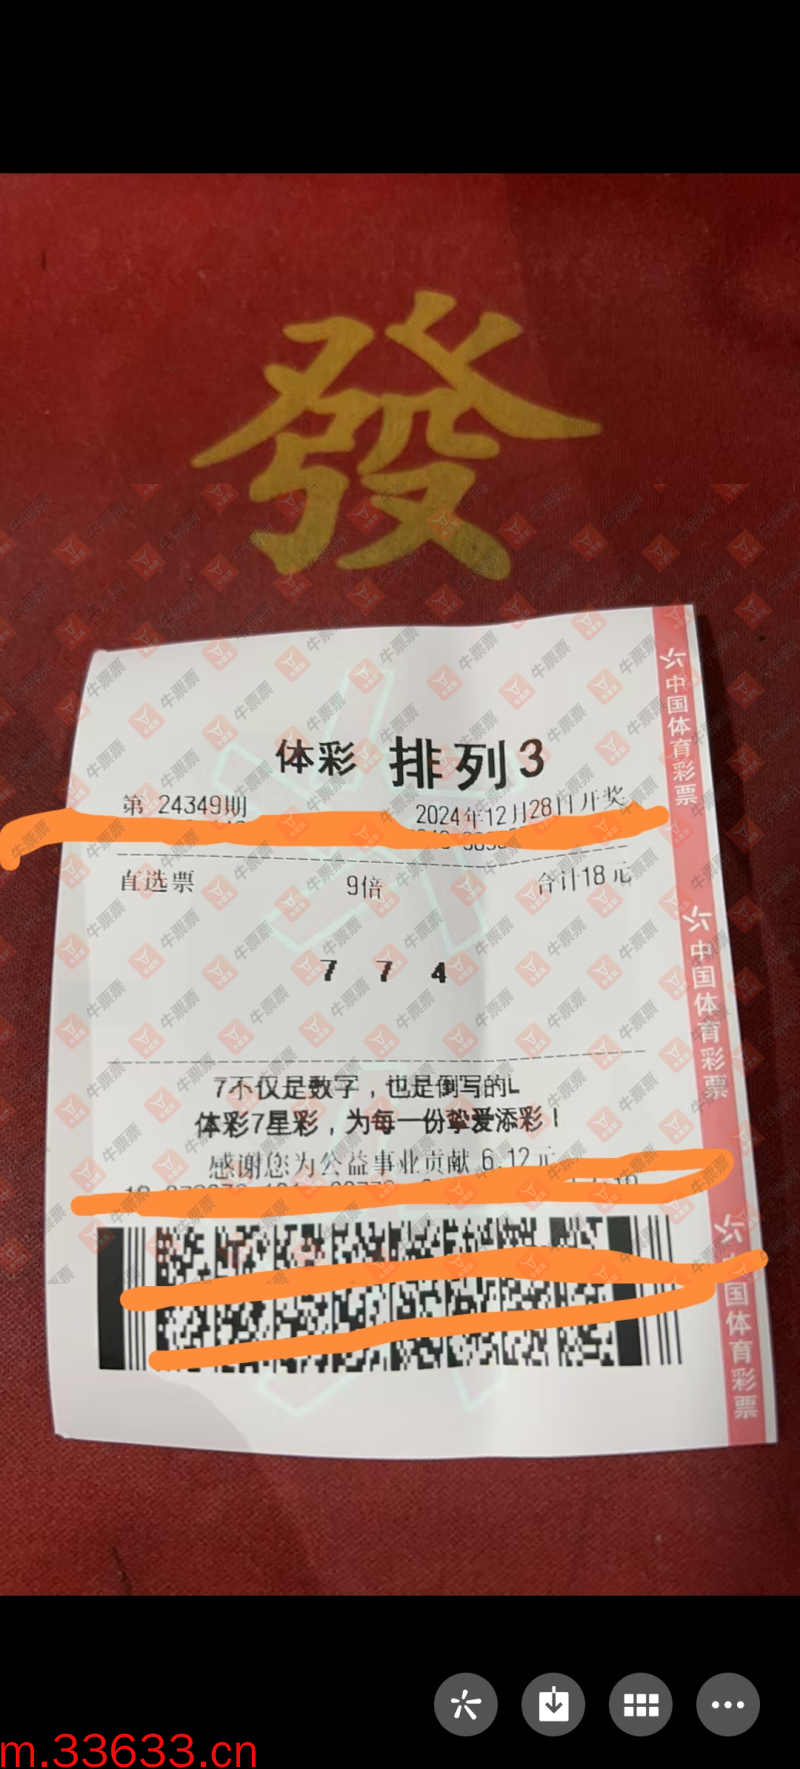 發
体彩 排列3
第 24349期 2024年12月28日开奖
直选票 9倍 合计18元
7 7 4
7不仅是数字，也是倒写的L
体彩7星彩，为每一份挚爱添彩！
感谢您为公益事业贡献 6.12元
中国体育彩票
中国体育彩票
中国体育彩票
牛票票
m.33633.cn